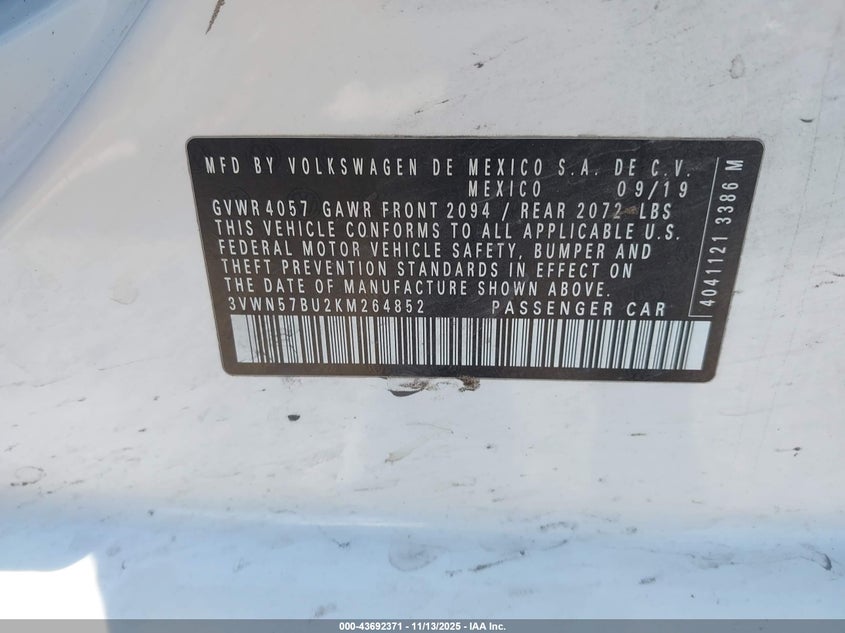 MFD BY VOLKSWAGEN DE MEXICO S.A. DE C.V.
MEXICO 09/19
GVWR 4057 GAWR FRONT 2094 / REAR 2072 LBS
THIS VEHICLE CONFORMS TO ALL APPLICABLE U.S.
FEDERAL MOTOR VEHICLE SAFETY, BUMPER AND
THEFT PREVENTION STANDARDS IN EFFECT ON
THE DATE OF MANUFACTURE SHOWN ABOVE.
3VWN57BU2KM264852 PASSENGER CAR
4041121 3386 M
000-43692371 - 11/13/2025 - IAA Inc.